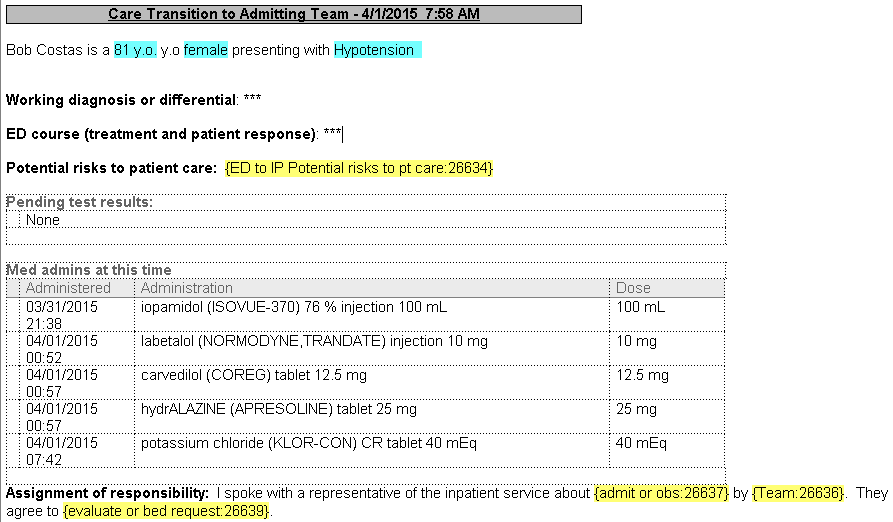 Care Transition to Admitting Team - 4/1/2015 7:58 AM
Bob Costas is a 81 y.o. y.o female presenting with Hypotension
Working diagnosis or differential: ***
ED course (treatment and patient response): ***
Potential risks to patient care: {ED to IP Potential risks to pt care:26634}
Pending test results:
None
Med admins at this time
Administered Administration Dose
03/31/2015 iopamidol (ISOVUE-370) 76 % injection 100 mL 100 mL
21:38
04/01/2015 labetalol (NORMODYNE,TRANDATE) injection 10 mg 10 mg
00:52
04/01/2015 carvedilol (COREG) tablet 12.5 mg 12.5 mg
00:57
04/01/2015 hydrALAZINE (APRESOLINE) tablet 25 mg 25 mg
00:57
04/01/2015 potassium chloride (KLOR-CON) CR tablet 40 mEq 40 mEq
07:42
Assignment of responsibility: I spoke with a representative of the inpatient service about {admit or obs:26637} by {Team:26636}. They
agree to {evaluate or bed request:26639}.